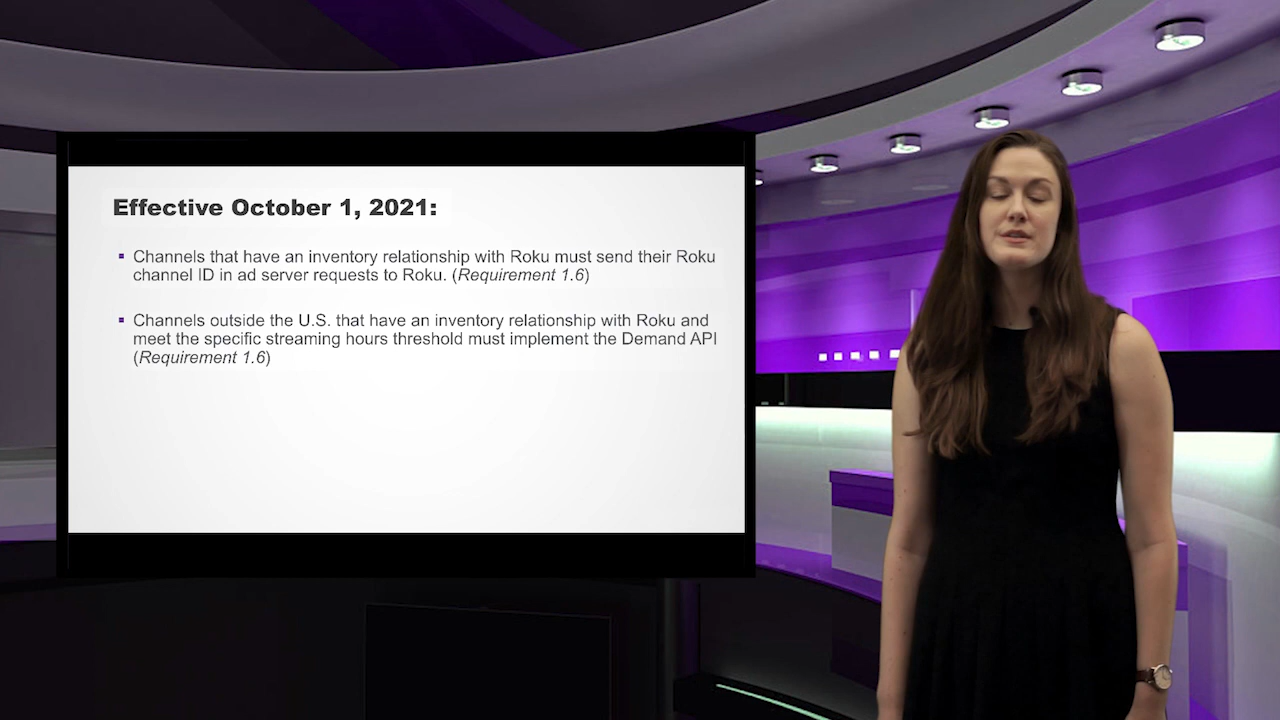 Effective October 1, 2021:
▪ Channels that have an inventory relationship with Roku must send their Roku
channel ID in ad server requests to Roku. (Requirement 1.6)
▪ Channels outside the U.S. that have an inventory relationship with Roku and
meet the specific streaming hours threshold must implement the Demand API
(Requirement 1.6)